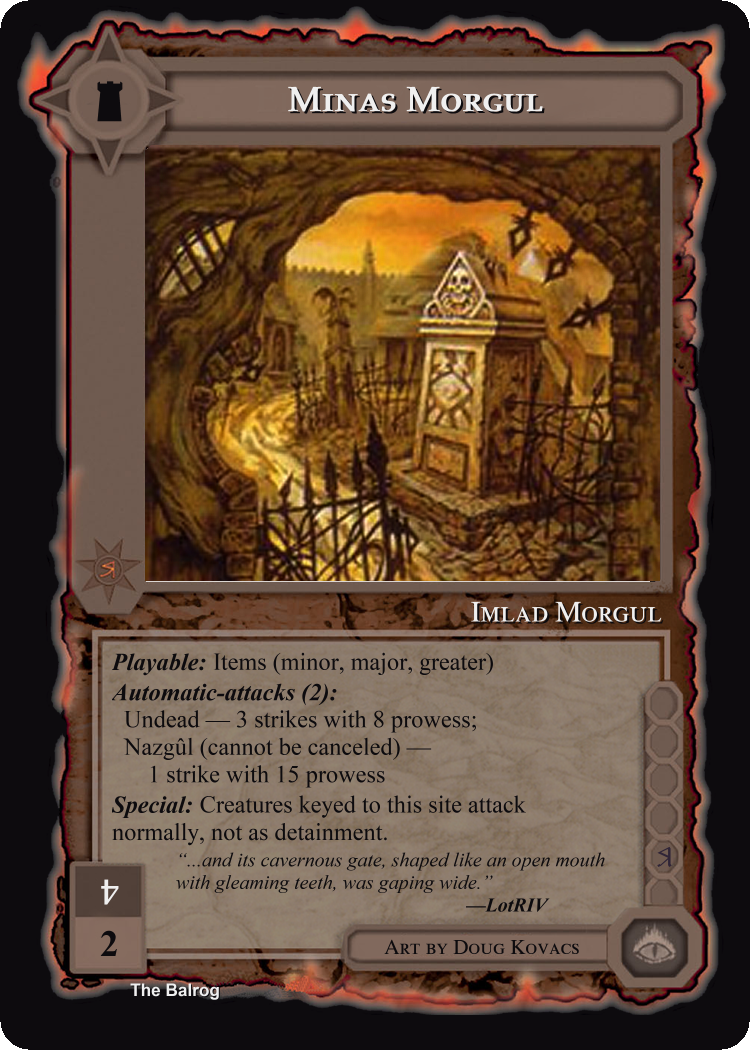 Minas Morgul
Imlad Morgul
Playable: Items (minor, major, greater)
Automatic-attacks (2):
Undead — 3 strikes with 8 prowess;
Nazgûl (cannot be canceled) —
1 strike with 15 prowess
Special: Creatures keyed to this site attack
normally, not as detainment.
“...and its cavernous gate, shaped like an open mouth
with gleaming teeth, was gaping wide.”
—LotRIV
2
Art by Doug Kovacs
The Balrog